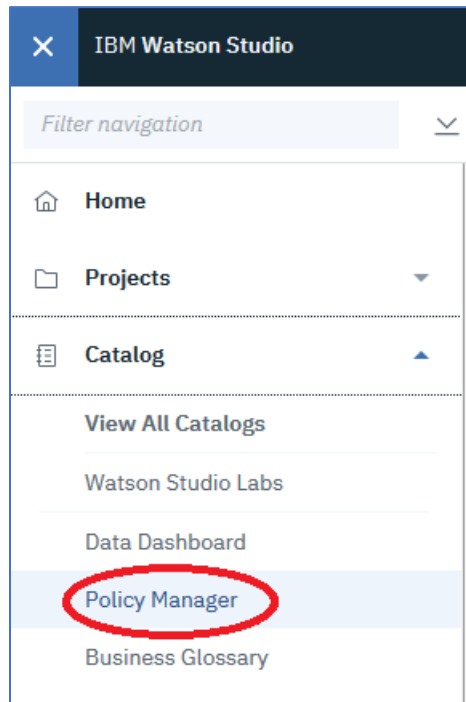 IBM Watson Studio
Filter navigation
Home
Projects
Catalog
View All Catalogs
Watson Studio Labs
Data Dashboard
Policy Manager
Business Glossary